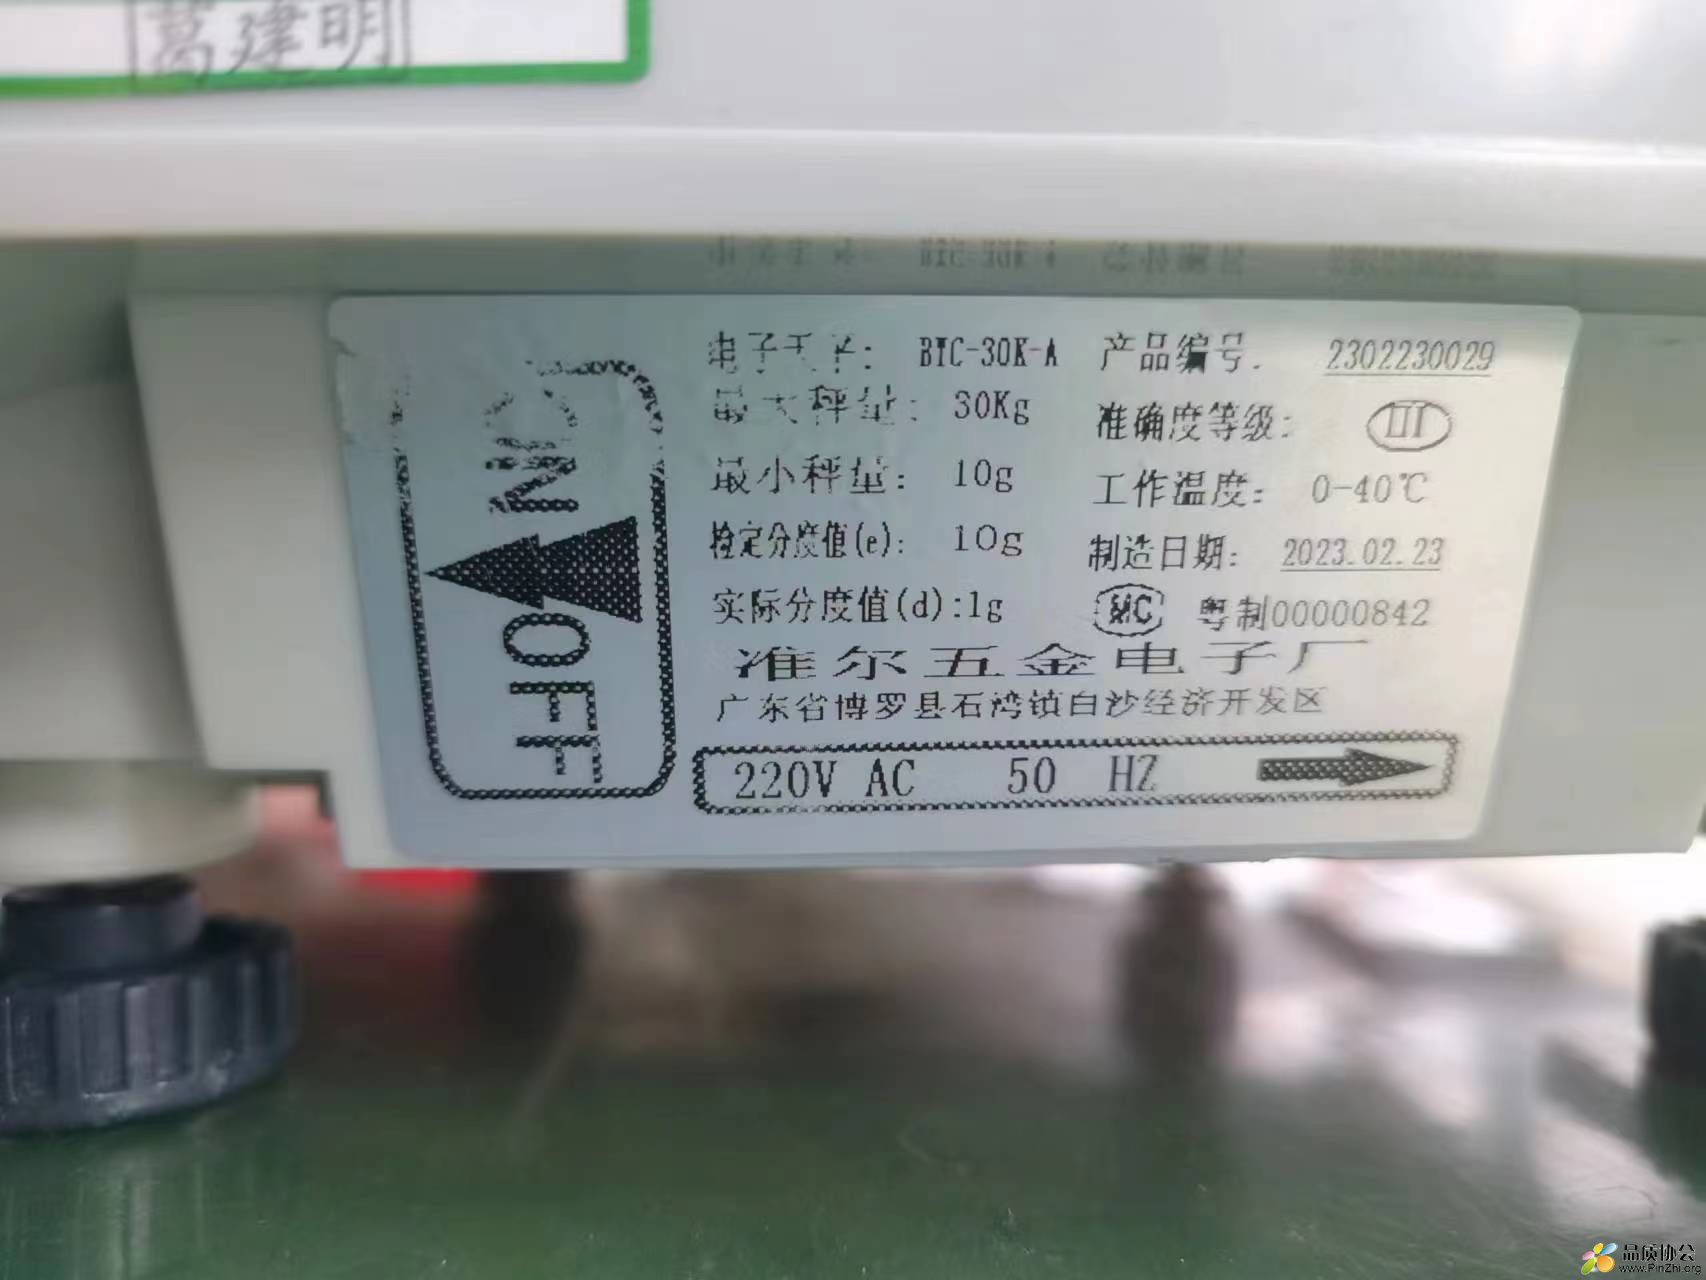 葛建明
电子天平: BTC-30K-A 产品编号: 2302230029
最大秤量: 30Kg 准确度等级: III
最小秤量: 10g 工作温度: 0-40℃
检定分度值(e): 10g 制造日期: 2023.02.23
实际分度值(d):1g MC 粤制00000842
准尔五金电子厂
广东省博罗县石湾镇白沙经济开发区
220V AC 50 HZ
ON OFF
品质协会
www.PinZhi.org